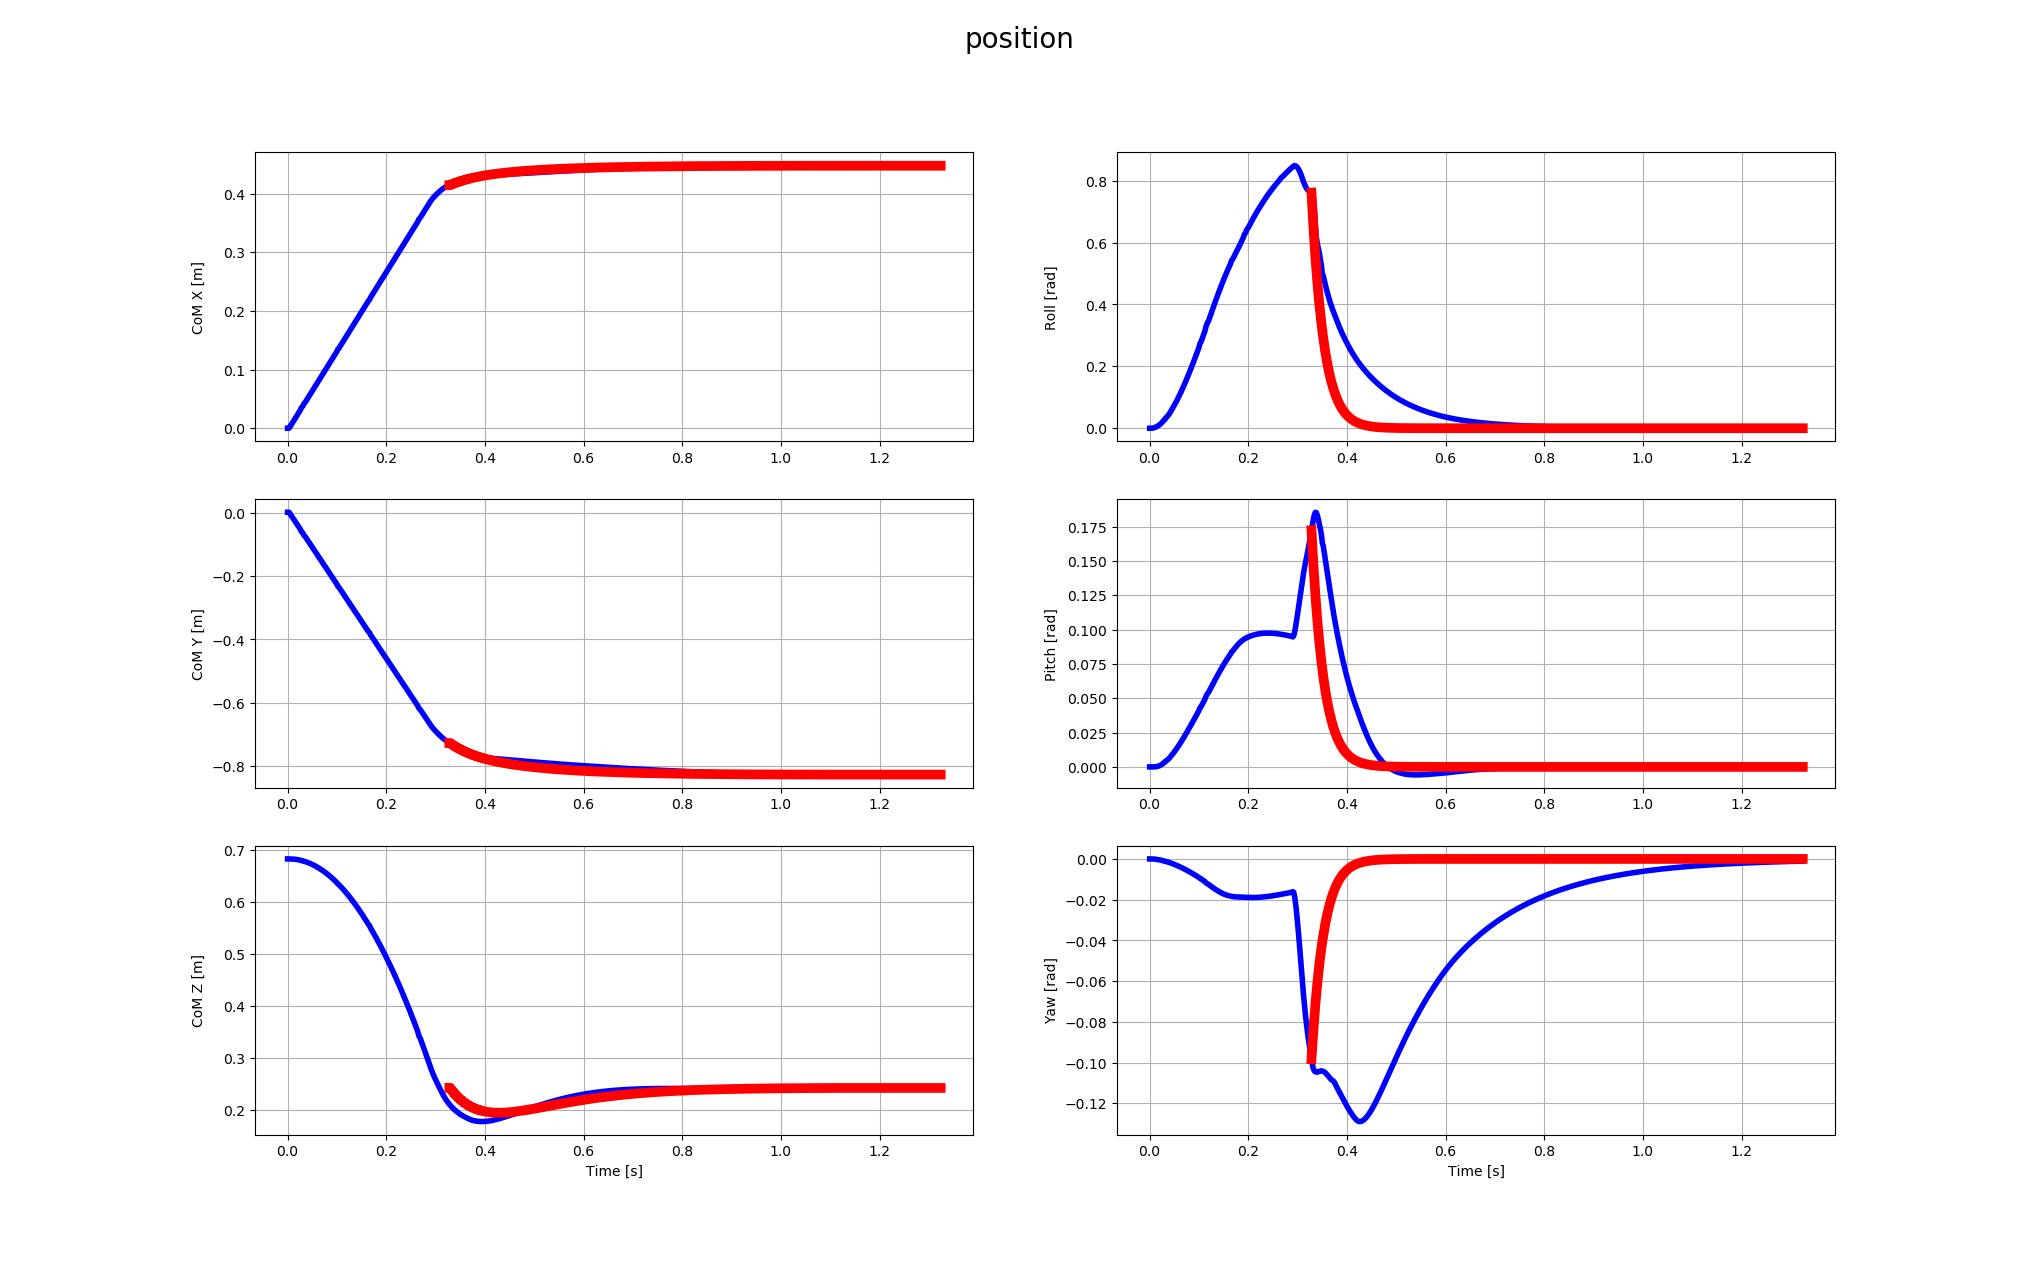 position
CoM X [m]
0.4
0.3
0.2
0.1
0.0
0.0 0.2 0.4 0.6 0.8 1.0 1.2
Roll [rad]
0.8
0.6
0.4
0.2
0.0
0.0 0.2 0.4 0.6 0.8 1.0 1.2
CoM Y [m]
0.0
−0.2
−0.4
−0.6
−0.8
0.0 0.2 0.4 0.6 0.8 1.0 1.2
Pitch [rad]
0.175
0.150
0.125
0.100
0.075
0.050
0.025
0.000
0.0 0.2 0.4 0.6 0.8 1.0 1.2
CoM Z [m]
0.7
0.6
0.5
0.4
0.3
0.2
0.0 0.2 0.4 0.6 0.8 1.0 1.2
Time [s]
Yaw [rad]
0.00
−0.02
−0.04
−0.06
−0.08
−0.10
−0.12
0.0 0.2 0.4 0.6 0.8 1.0 1.2
Time [s]